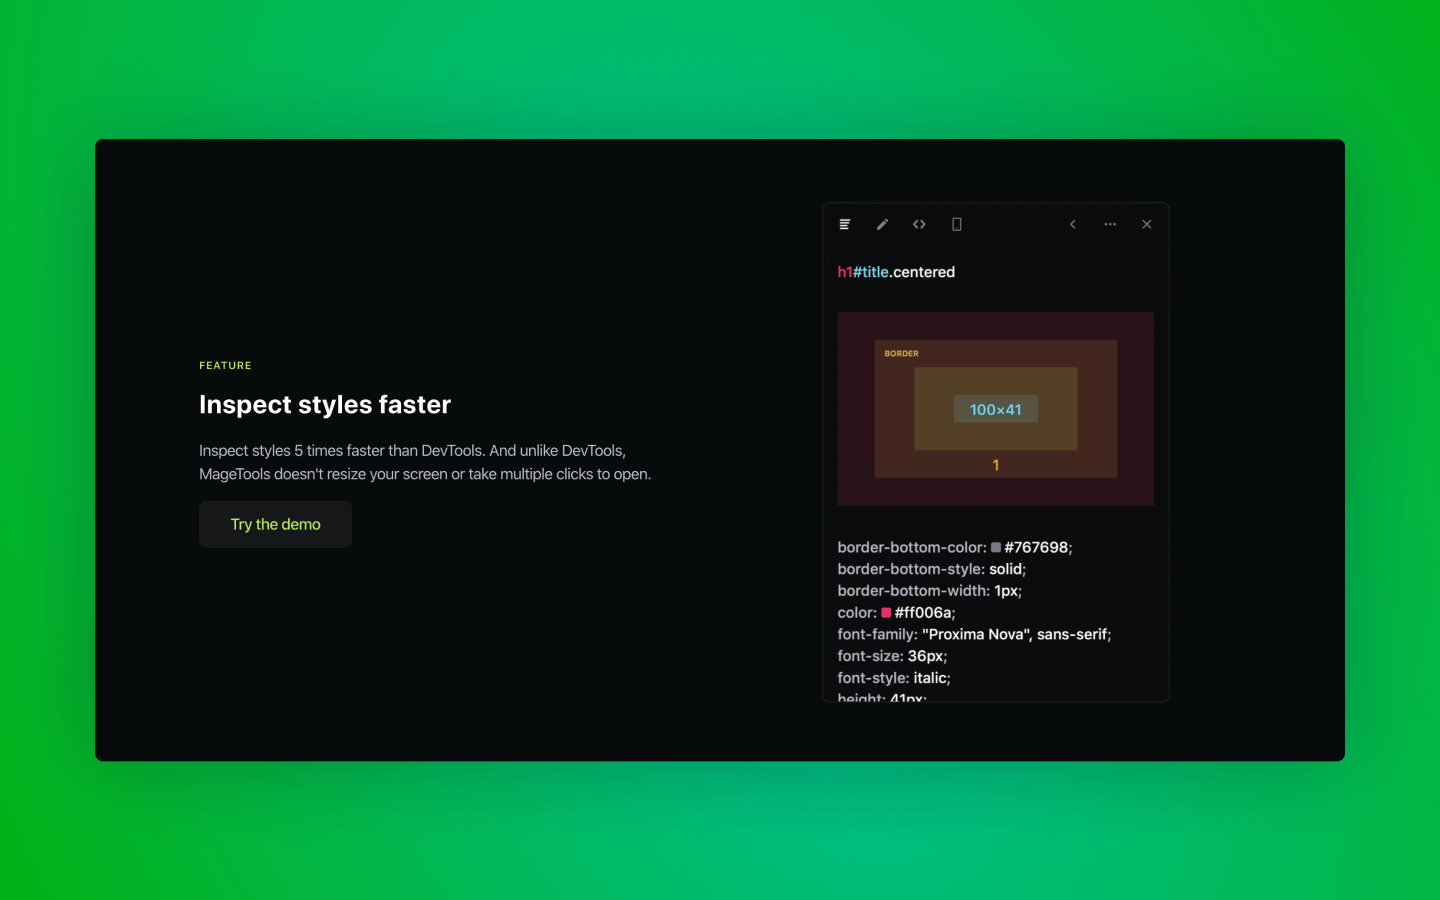 FEATURE
Inspect styles faster
Inspect styles 5 times faster than DevTools. And unlike DevTools,
MageTools doesn't resize your screen or take multiple clicks to open.
Try the demo
h1#title.centered
BORDER
100×41
1
border-bottom-color: #767698;
border-bottom-style: solid;
border-bottom-width: 1px;
color: #ff006a;
font-family: "Proxima Nova", sans-serif;
font-size: 36px;
font-style: italic;
height: 41px;